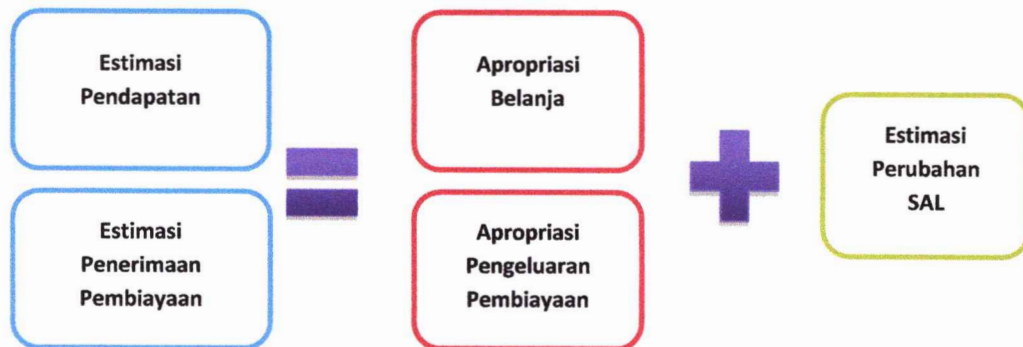 Estimasi
Pendapatan
Estimasi
Penerimaan
Pembiayaan
Apropriasi
Belanja
Apropriasi
Pengeluaran
Pembiayaan
Estimasi
Perubahan
SAL